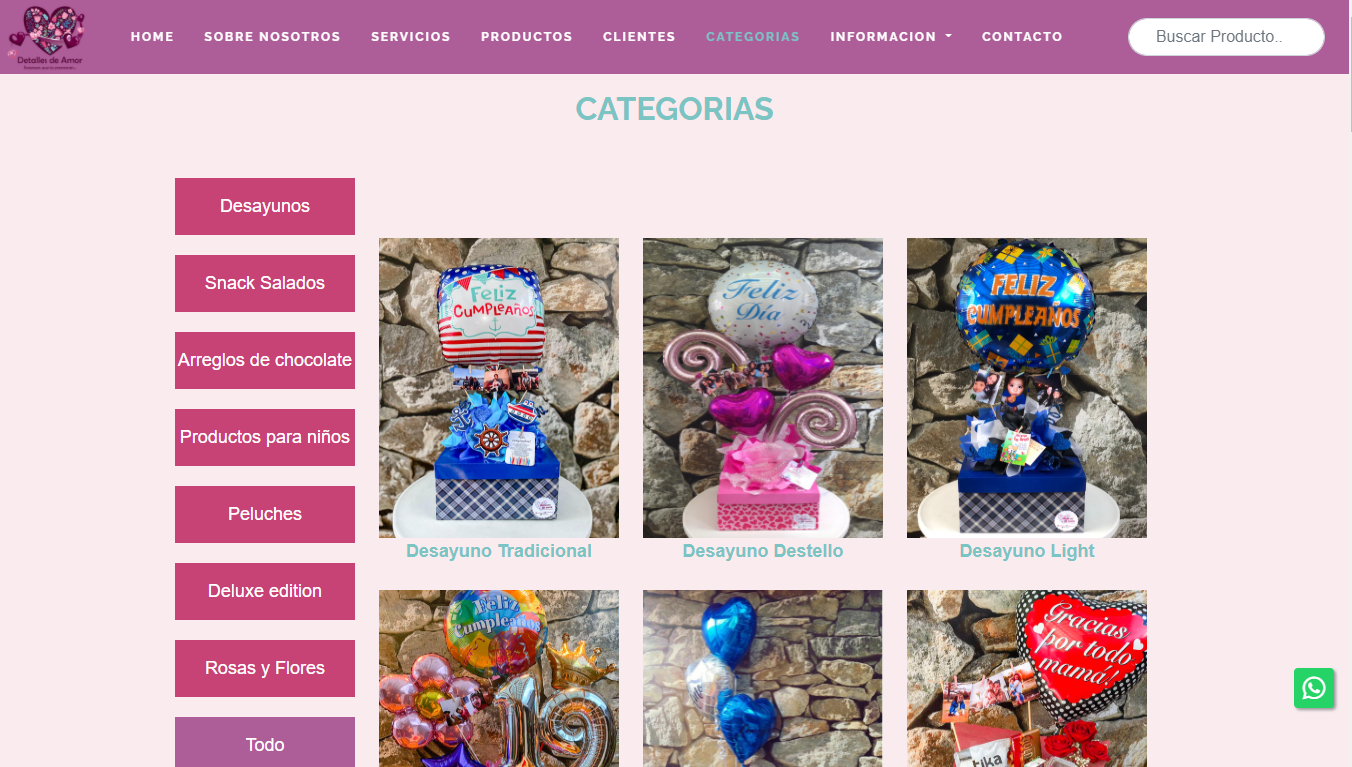 Detalles de Amor
HOME
SOBRE NOSOTROS
SERVICIOS
PRODUCTOS
CLIENTES
CATEGORIAS
INFORMACION
CONTACTO
Buscar Producto..
CATEGORIAS
Desayunos
Snack Salados
Arreglos de chocolate
Productos para niños
Peluches
Deluxe edition
Rosas y Flores
Todo
FELIZ
CUMPLEAÑOS
Feliz
Día
FELIZ
CUMPLEAÑOS
Desayuno Tradicional
Desayuno Destello
Desayuno Light
Feliz
Cumpleaños
19
Gracias
por todo
mamá!